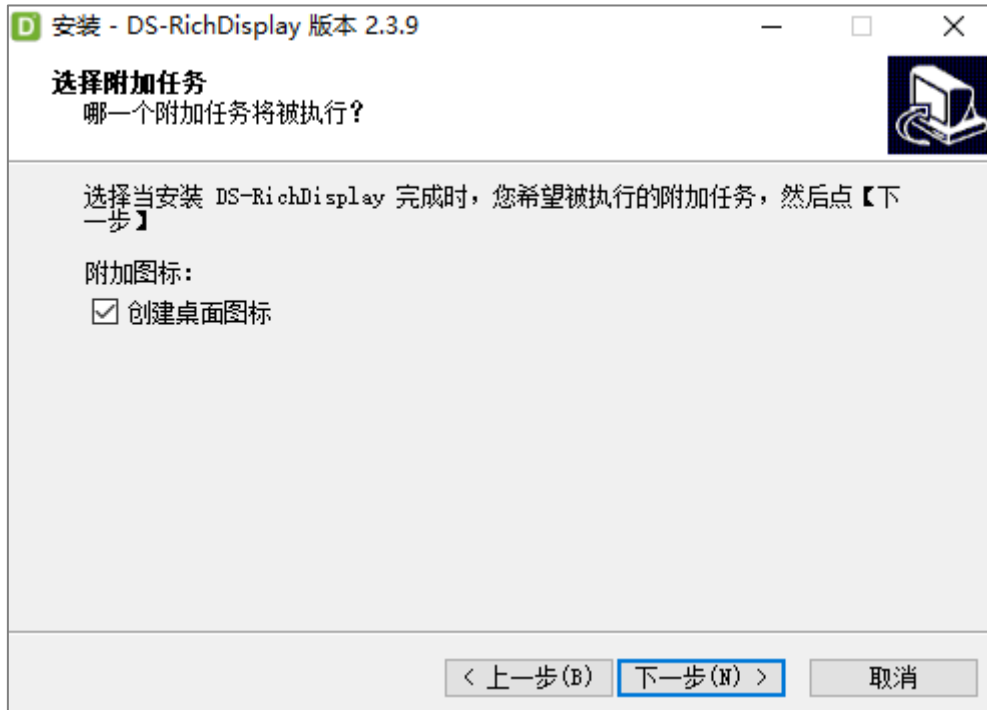 D 安装 - DS-RichDisplay 版本 2.3.9
选择附加任务
哪一个附加任务将被执行?
选择当安装 DS-RichDisplay 完成时，您希望被执行的附加任务，然后点【下
一步】
附加图标:
创建桌面图标
< 上一步(B) 下一步(N) > 取消